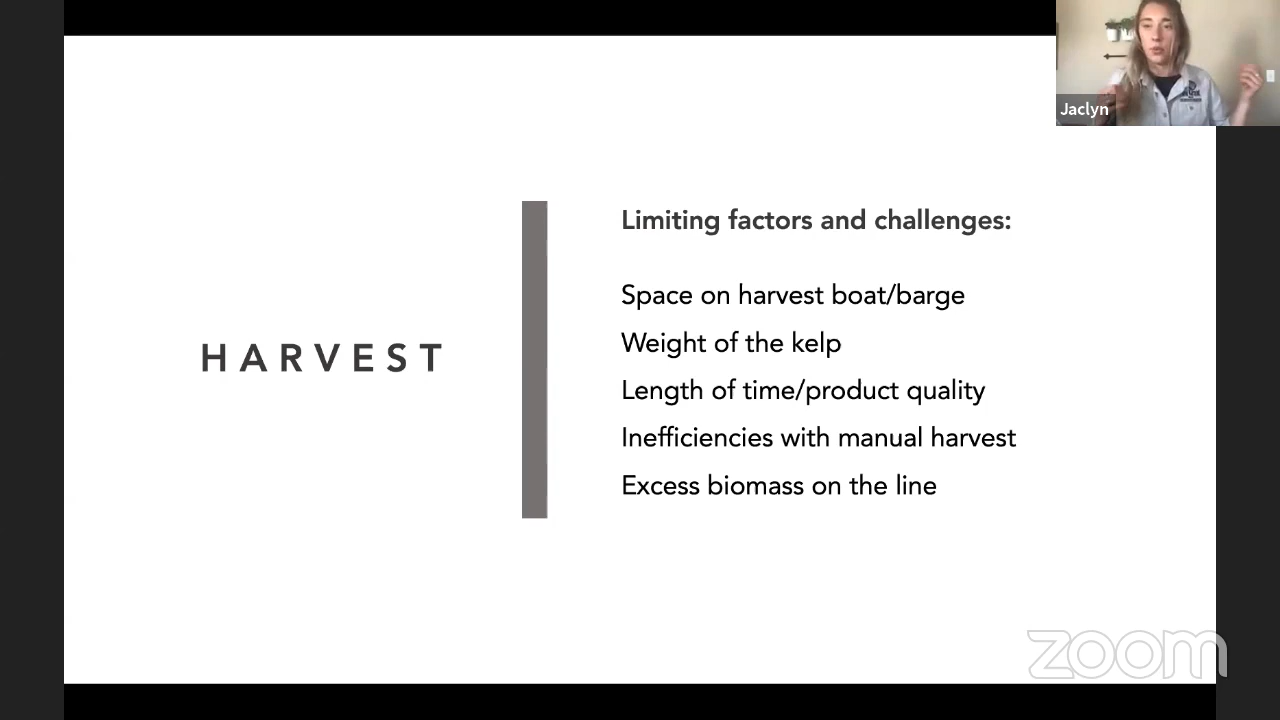 Jaclyn
HARVEST
Limiting factors and challenges:
Space on harvest boat/barge
Weight of the kelp
Length of time/product quality
Inefficiencies with manual harvest
Excess biomass on the line
zoom